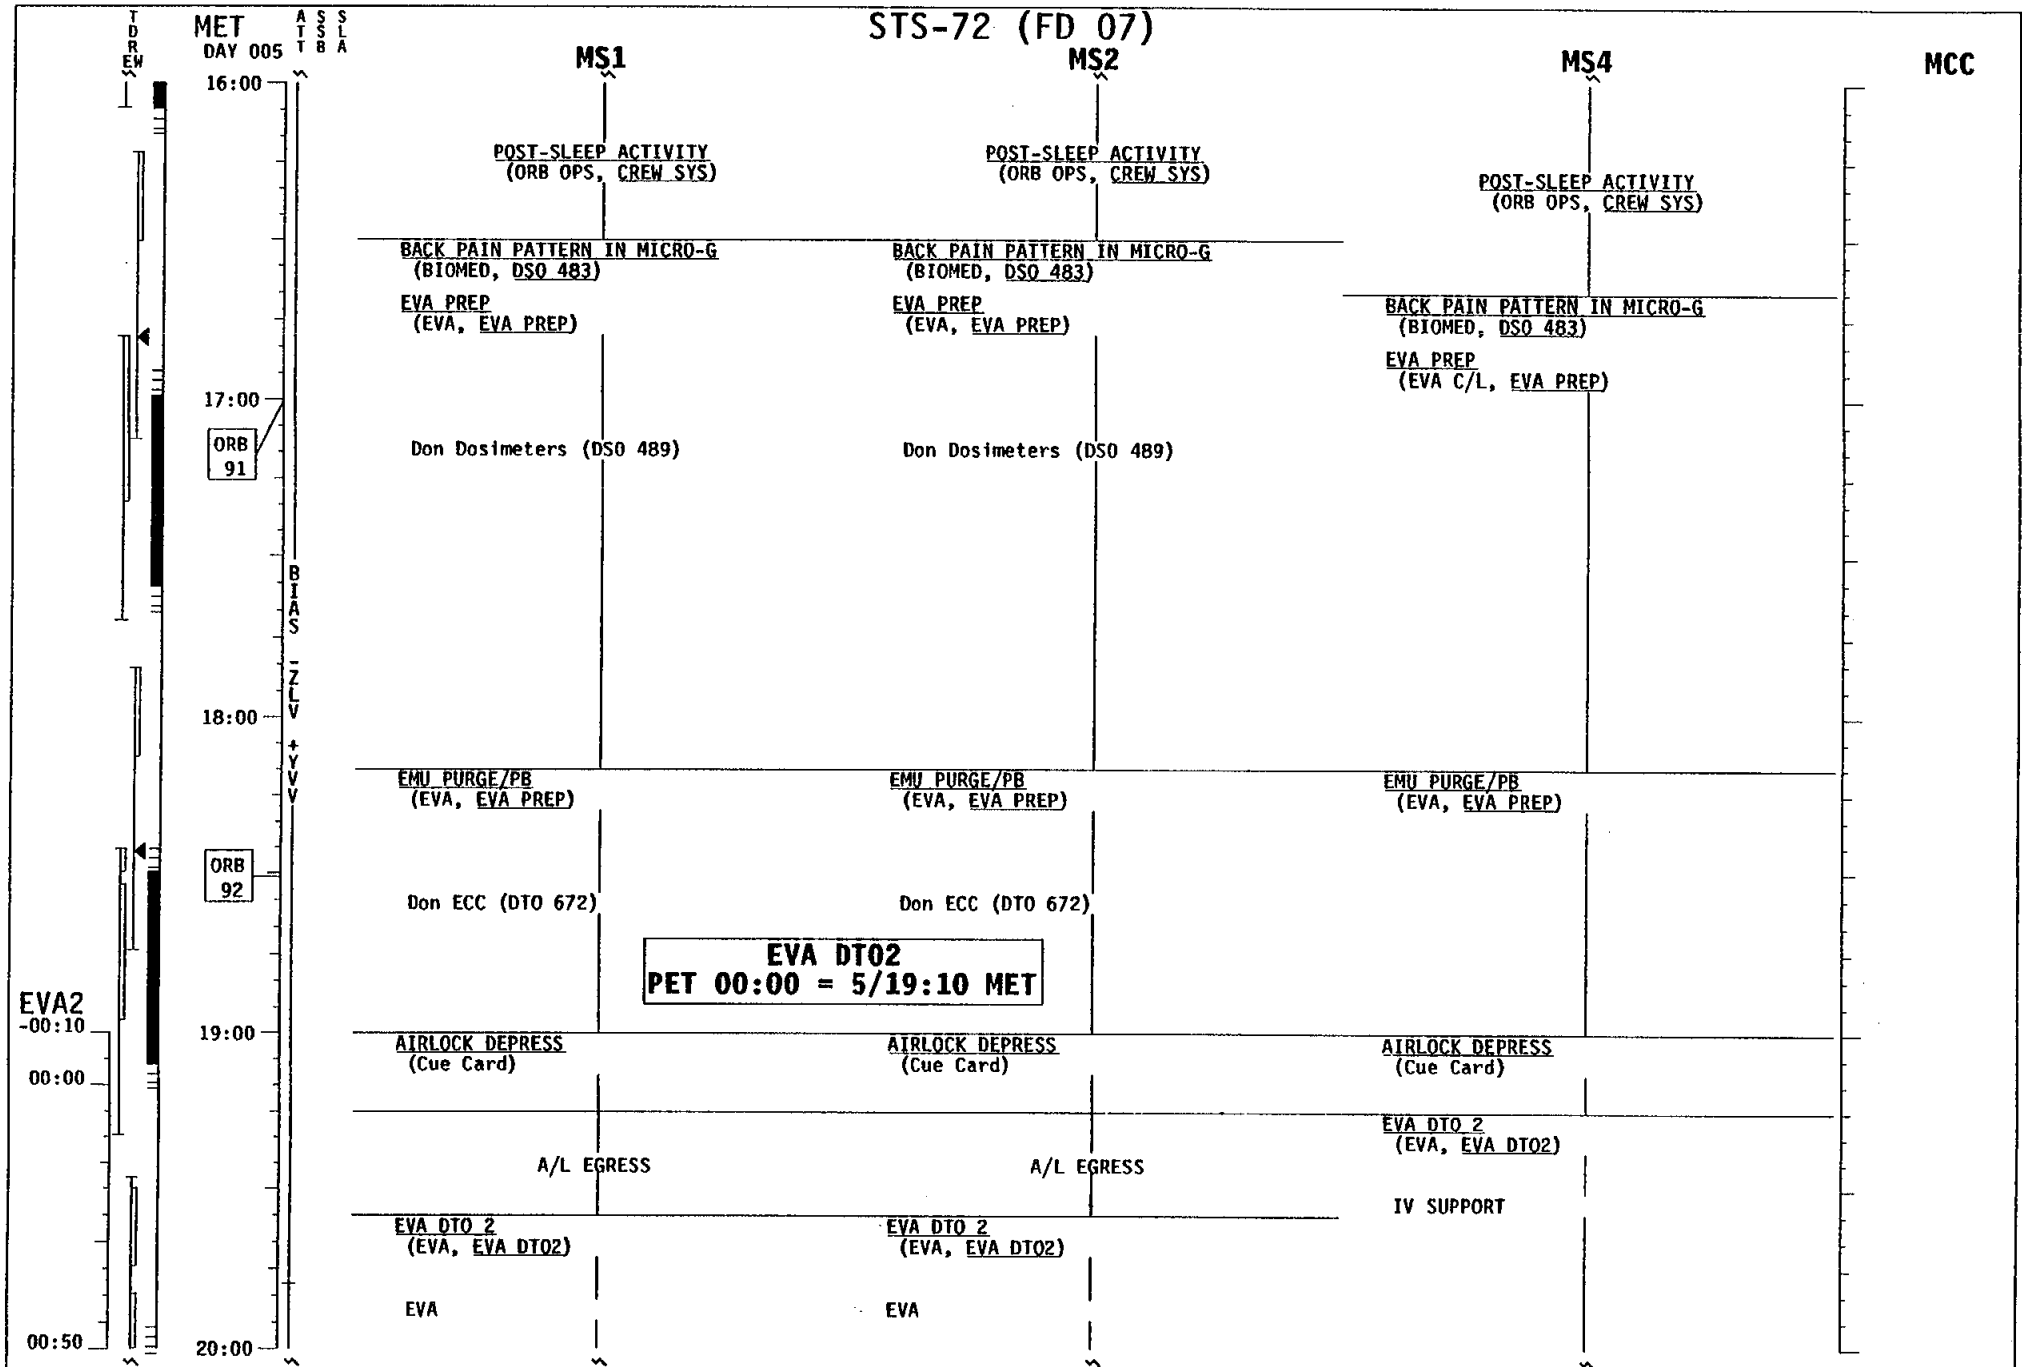 STS-72 (FD 07)
TDRE EW
MET
DAY 005
ATT
SSB
SLA
MS1
MS2
MS4
MCC
16:00
POST-SLEEP ACTIVITY
(ORB OPS, CREW SYS)
POST-SLEEP ACTIVITY
(ORB OPS, CREW SYS)
POST-SLEEP ACTIVITY
(ORB OPS, CREW SYS)
BACK PAIN PATTERN IN MICRO-G
(BIOMED, DSO 483)
BACK PAIN PATTERN IN MICRO-G
(BIOMED, DSO 483)
BACK PAIN PATTERN IN MICRO-G
(BIOMED, DSO 483)
EVA PREP
(EVA, EVA PREP)
EVA PREP
(EVA, EVA PREP)
EVA PREP
(EVA C/L, EVA PREP)
17:00
ORB
91
Don Dosimeters (DSO 489)
Don Dosimeters (DSO 489)
BIAS -ZLV +YVV
18:00
EMU PURGE/PB
(EVA, EVA PREP)
EMU PURGE/PB
(EVA, EVA PREP)
EMU PURGE/PB
(EVA, EVA PREP)
ORB
92
Don ECC (DTO 672)
Don ECC (DTO 672)
EVA DTO2
PET 00:00 = 5/19:10 MET
EVA2
-00:10
19:00
AIRLOCK DEPRESS
(Cue Card)
AIRLOCK DEPRESS
(Cue Card)
AIRLOCK DEPRESS
(Cue Card)
00:00
EVA DTO 2
(EVA, EVA DTO2)
A/L EGRESS
A/L EGRESS
IV SUPPORT
EVA DTO 2
(EVA, EVA DTO2)
EVA DTO 2
(EVA, EVA DTO2)
EVA
EVA
00:50
20:00